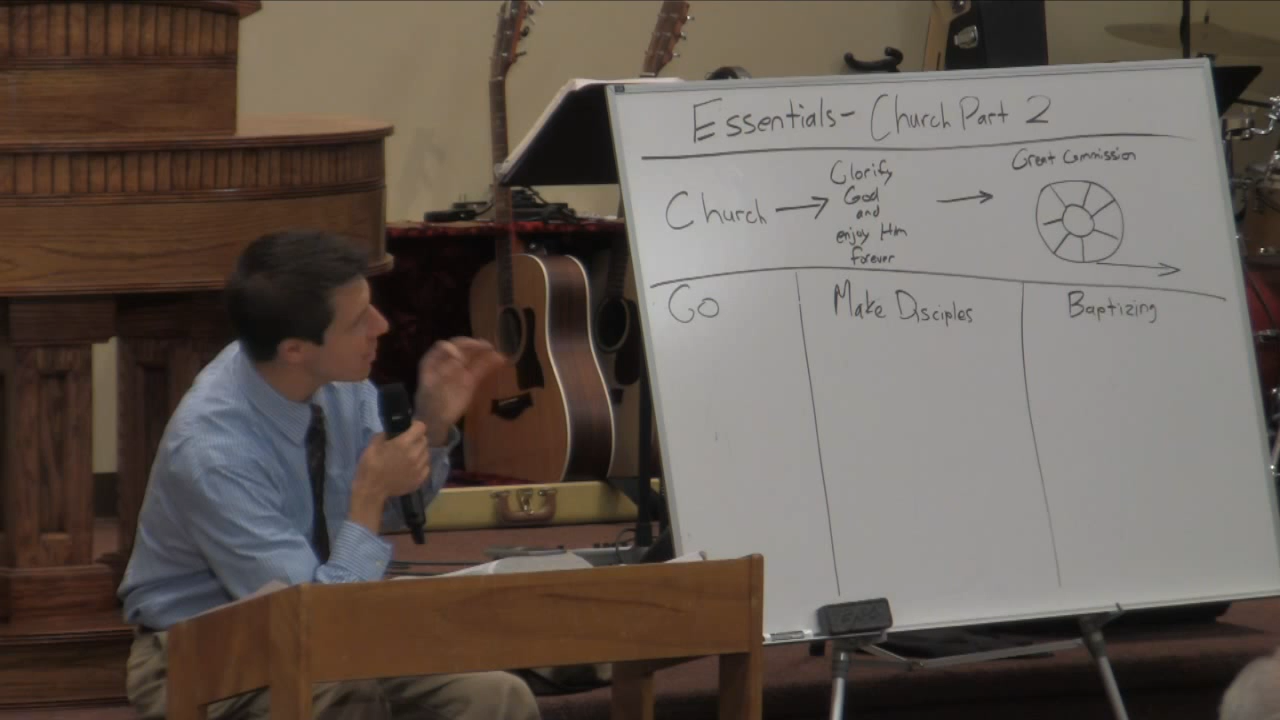 Essentials- Church Part 2
Church → Glorify
God
and
enjoy Him
forever
→
Great Commission
Go
Make Disciples
Baptizing